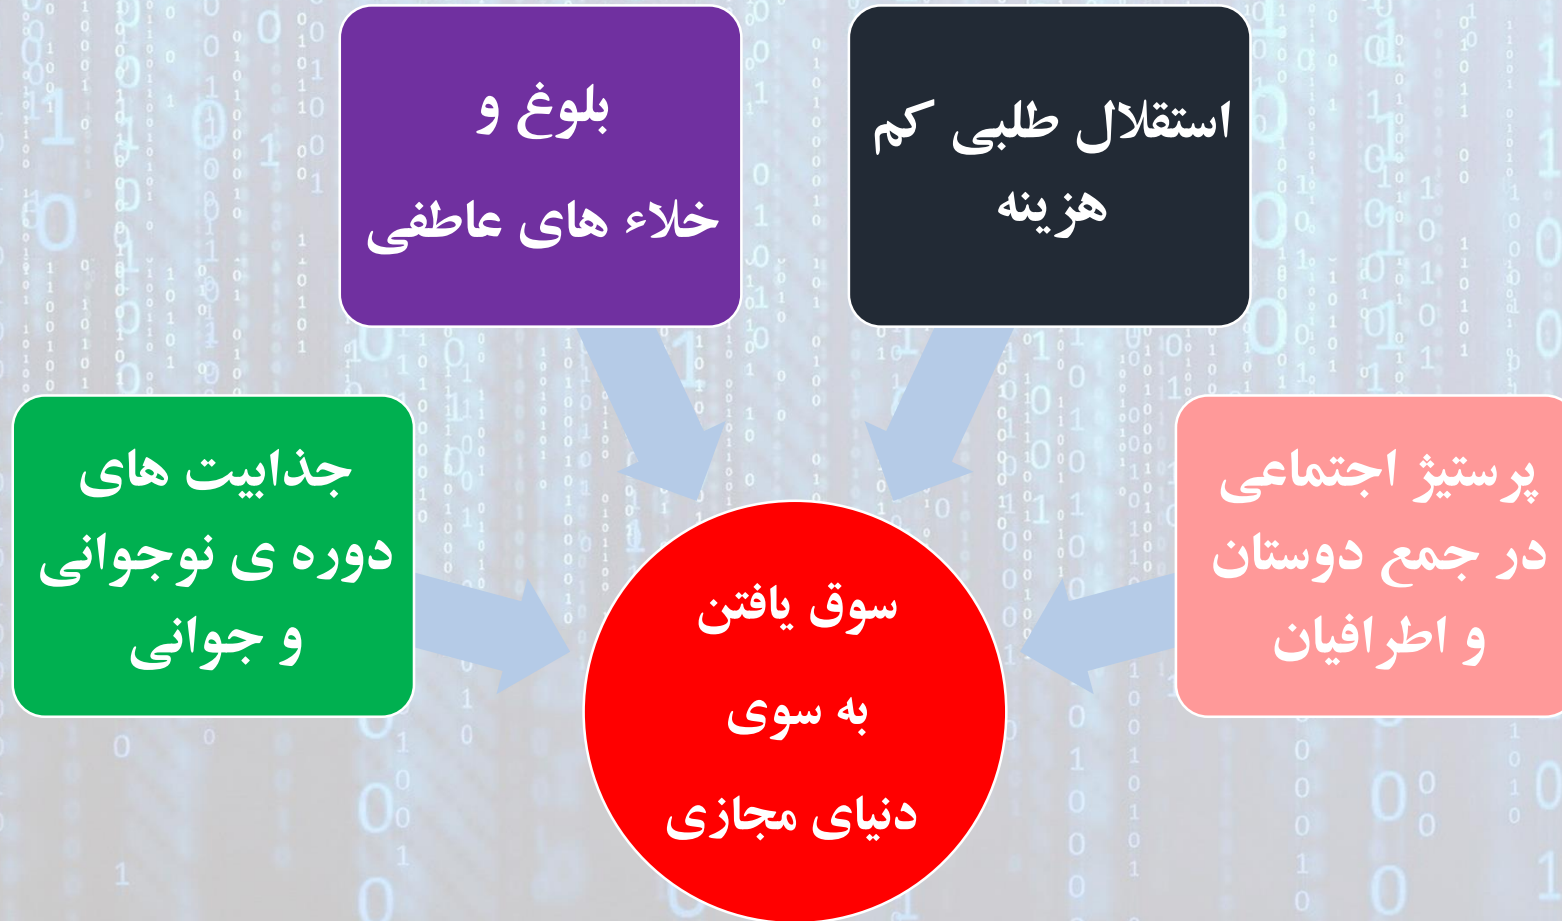 استقلال طلبی کم
هزینه
بلوغ و
خلاء های عاطفی
پرستیژ اجتماعی
در جمع دوستان
و اطرافیان
جذابیت های
دوره ی نوجوانی
و جوانی
سوق یافتن
به سوی
دنیای مجازی